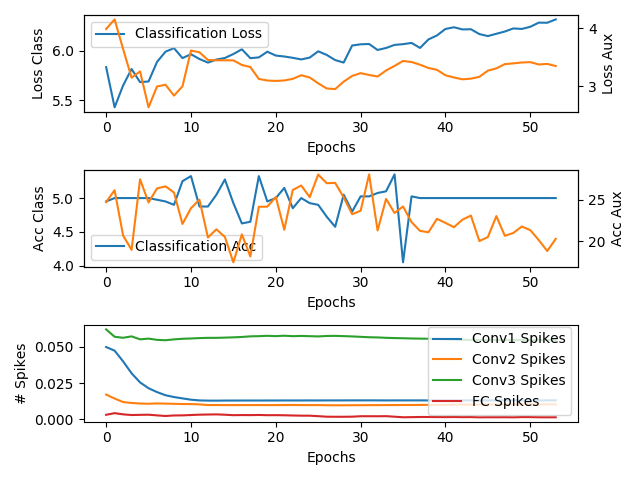 Classification Loss
Loss Class
6.0
5.5
4
3
Loss Aux
0 10 20 30 40 50
Epochs
Classification Acc
Acc Class
5.0
4.5
4.0
25
20
Acc Aux
0 10 20 30 40 50
Epochs
Conv1 Spikes
Conv2 Spikes
Conv3 Spikes
FC Spikes
# Spikes
0.050
0.025
0.000
0 10 20 30 40 50
Epochs